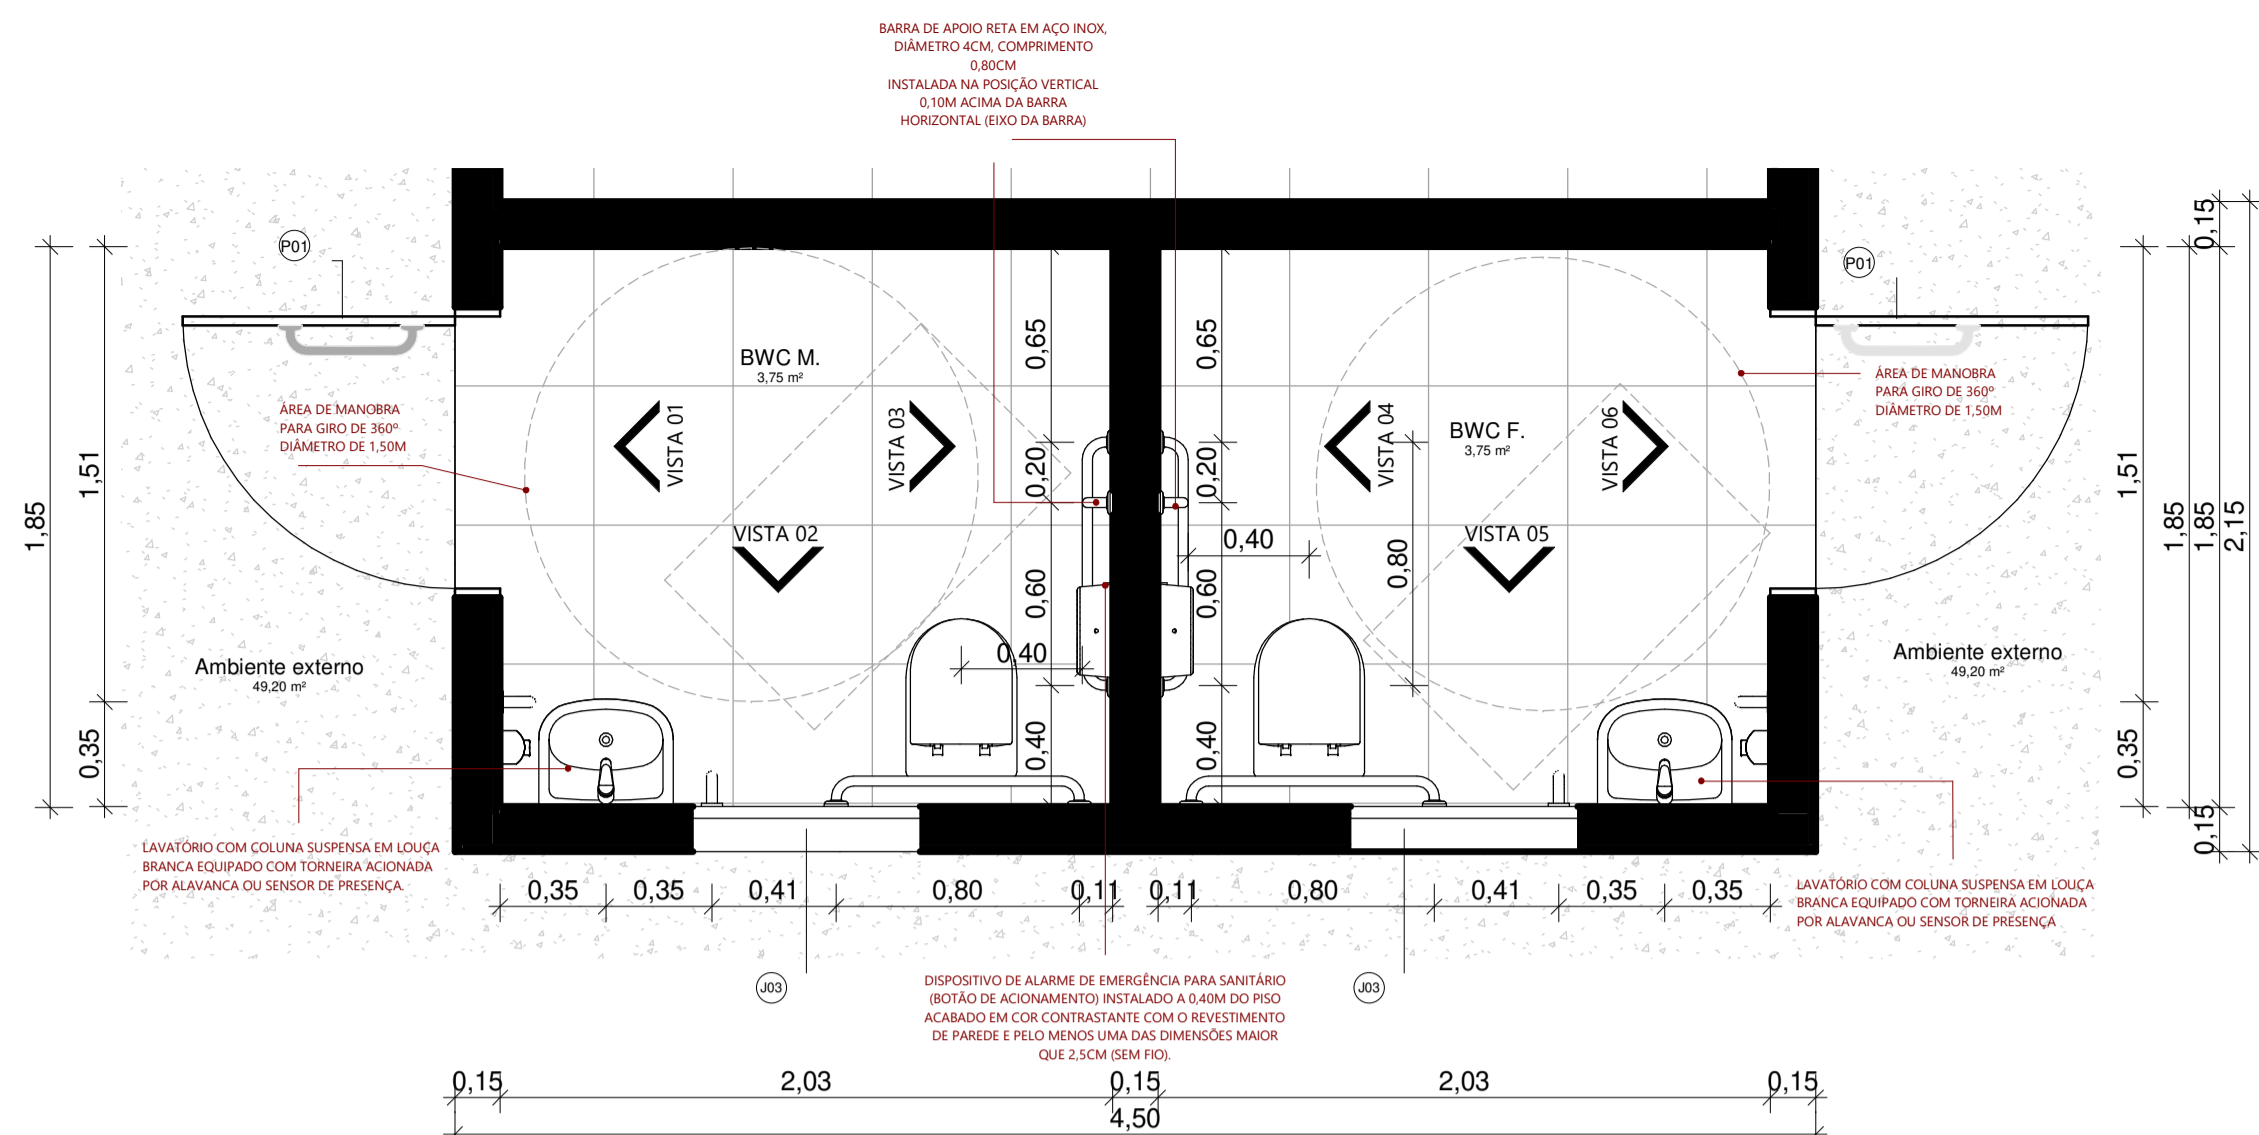 BARRA DE APOIO RETA EM AÇO INOX,
DIÂMETRO 4CM, COMPRIMENTO
0,80CM
INSTALADA NA POSIÇÃO VERTICAL
0,10M ACIMA DA BARRA
HORIZONTAL (EIXO DA BARRA)
P01
P01
0,15
BWC M.
3,75 m²
0,65
0,65
BWC F.
3,75 m²
ÁREA DE MANOBRA
PARA GIRO DE 360º
DIÂMETRO DE 1,50M
ÁREA DE MANOBRA
PARA GIRO DE 360º
DIÂMETRO DE 1,50M
VISTA 01
VISTA 03
VISTA 04
VISTA 06
1,85
1,51
0,20
0,20
1,51
1,85
1,85
2,15
VISTA 02
0,40
VISTA 05
0,60
0,60
0,80
Ambiente externo
49,20 m²
0,40
Ambiente externo
49,20 m²
0,35
0,40
0,40
0,35
0,15
LAVATÓRIO COM COLUNA SUSPENSA EM LOUÇA
BRANCA EQUIPADO COM TORNEIRA ACIONADA
POR ALAVANCA OU SENSOR DE PRESENÇA.
0,35
0,35
0,41
0,80
0,11
0,11
0,80
0,41
0,35
0,35
LAVATÓRIO COM COLUNA SUSPENSA EM LOUÇA
BRANCA EQUIPADO COM TORNEIRA ACIONADA
POR ALAVANCA OU SENSOR DE PRESENÇA
J03
J03
DISPOSITIVO DE ALARME DE EMERGÊNCIA PARA SANITÁRIO
(BOTÃO DE ACIONAMENTO) INSTALADO A 0,40M DO PISO
ACABADO EM COR CONTRASTANTE COM O REVESTIMENTO
DE PAREDE E PELO MENOS UMA DAS DIMENSÕES MAIOR
QUE 2,5CM (SEM FIO).
0,15
2,03
0,15
2,03
0,15
4,50